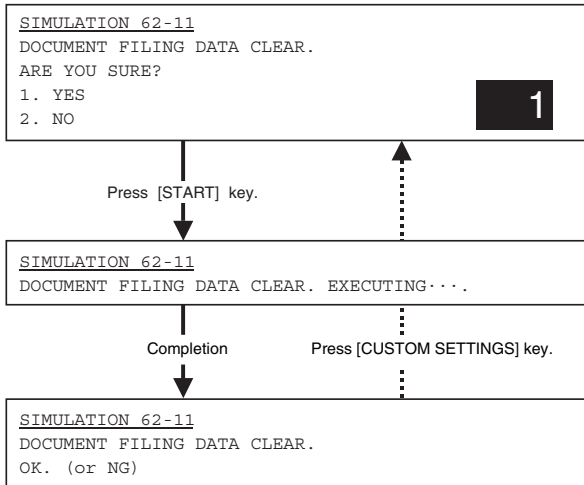 SIMULATION 62-11
DOCUMENT FILING DATA CLEAR.
ARE YOU SURE?
1. YES
2. NO
1
Press [START] key.
SIMULATION 62-11
DOCUMENT FILING DATA CLEAR. EXECUTING···.
Completion
Press [CUSTOM SETTINGS] key.
SIMULATION 62-11
DOCUMENT FILING DATA CLEAR.
OK. (or NG)